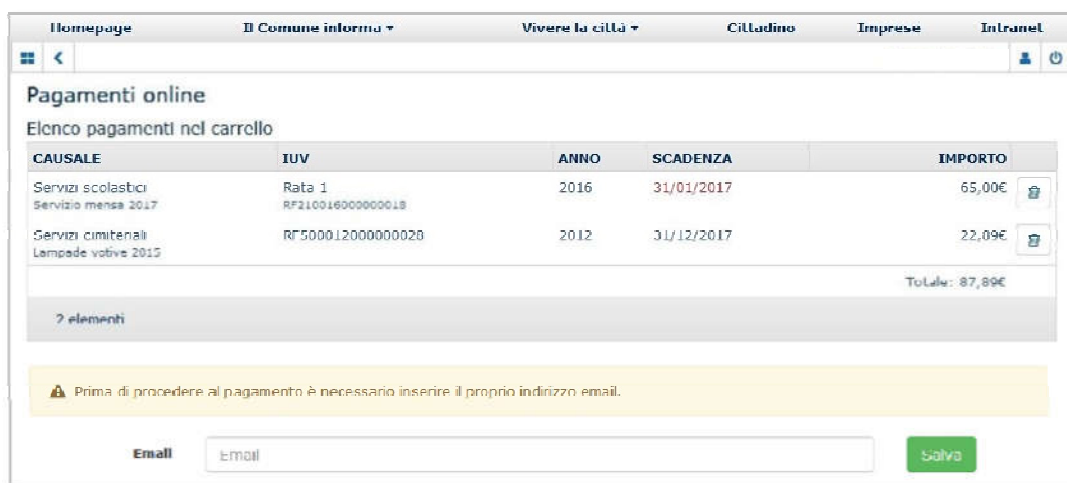 Homepage Il Comune informa Vivere la città Cittadino Imprese Intranet
Pagamenti online
Elenco pagamenti nel carrello
CAUSALE IUV ANNO SCADENZA IMPORTO
Servizi scolastici Rata 1 2016 31/01/2017 65,00€
Servizio mensa 2017 RF210016000000018
Servizi cimiteriali RF500012000000028 2012 31/12/2017 22,89€
Lampade votive 2015
Totale: 87,89€
2 elementi
Prima di procedere al pagamento è necessario inserire il proprio indirizzo email.
Email Email Salva